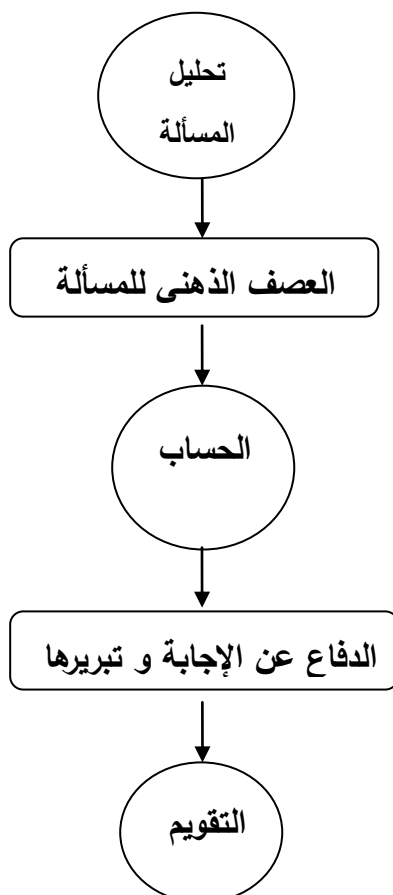 تحليل
المسألة
العصف الذهنى للمسألة
الحساب
الدفاع عن الإجابة و تبريرها
التقويم